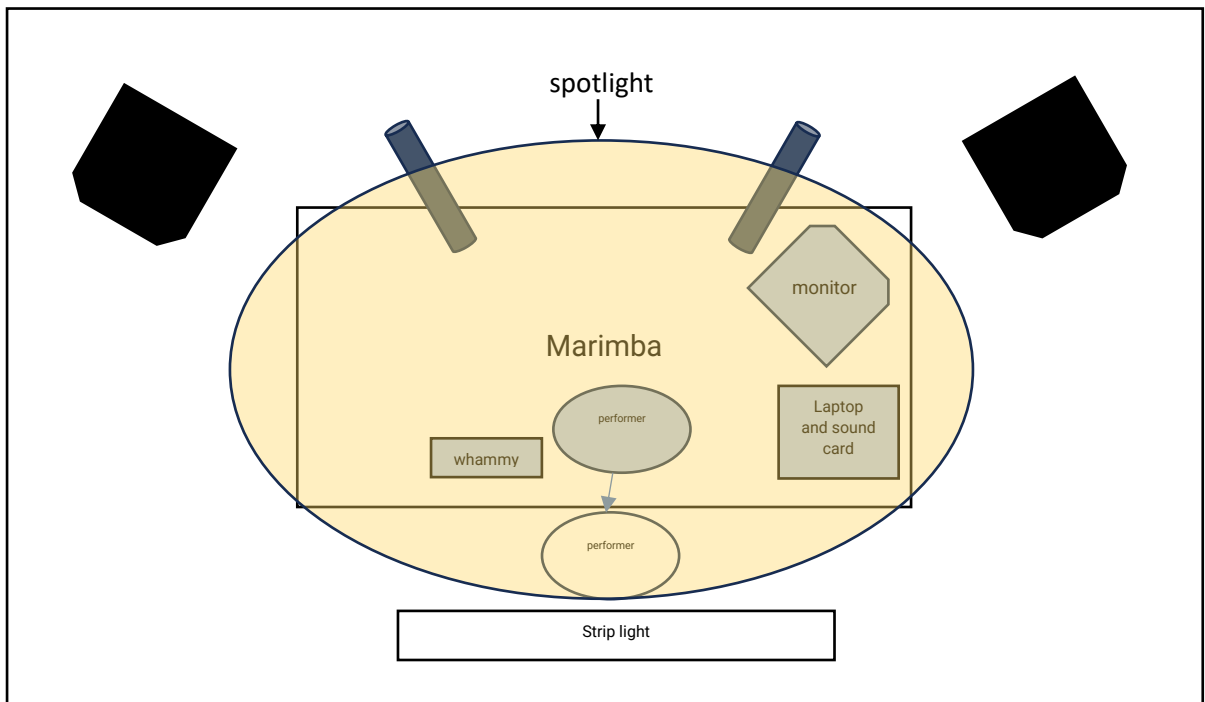 spotlight
monitor
Marimba
Laptop
and sound
card
performer
whammy
performer
Strip light